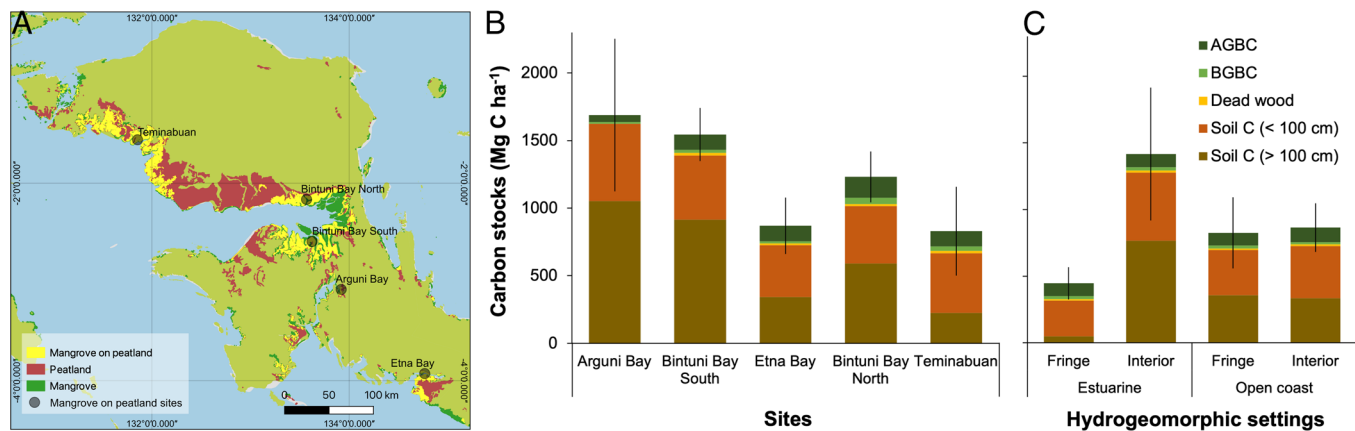 A
132°0'0.000"
134°0'0.000"
-2°0'0.000"
-2°0'0.000"
-4°0'0.000"
-4°0'0.000"
Teminabuan
Bintuni Bay North
Bintuni Bay South
Arguni Bay
Etna Bay
Mangrove on peatland
Peatland
Mangrove
Mangrove on peatland sites
0 50 100 km
132°0'0.000"
134°0'0.000"
B
Carbon stocks (Mg C ha-1)
2000
1500
1000
500
0
Arguni Bay
Bintuni Bay South
Etna Bay
Bintuni Bay North
Teminabuan
Sites
C
AGBC
BGBC
Dead wood
Soil C (< 100 cm)
Soil C (> 100 cm)
Fringe Interior Fringe Interior
Estuarine Open coast
Hydrogeomorphic settings